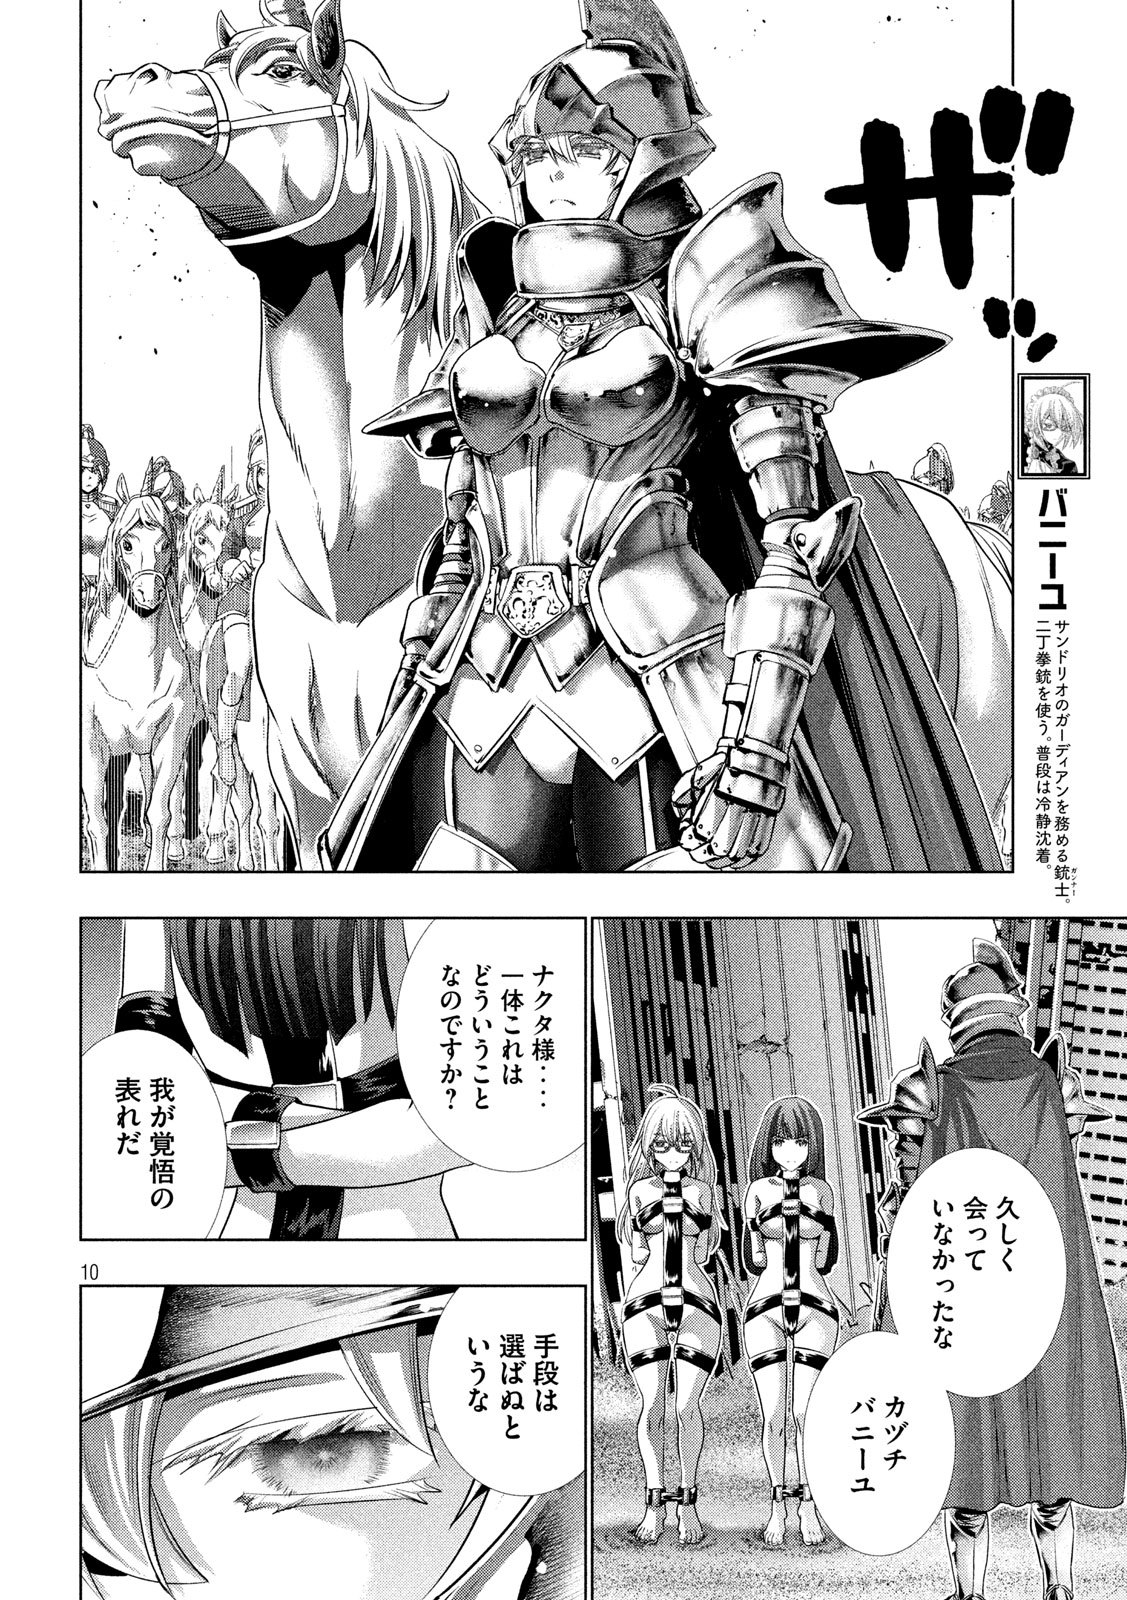 ザッ
バニーユ
サンドリオのガーディアンを務める銃士。
ガンナー
二丁拳銃を使う。普段は冷静沈着。
久しく
会って
いなかったな
カヅチ
バニーユ
ナクタ様‥‥
一体これは
どういうこと
なのですか？
我が覚悟の
表れだ
手段は
選ばぬと
いうな
10